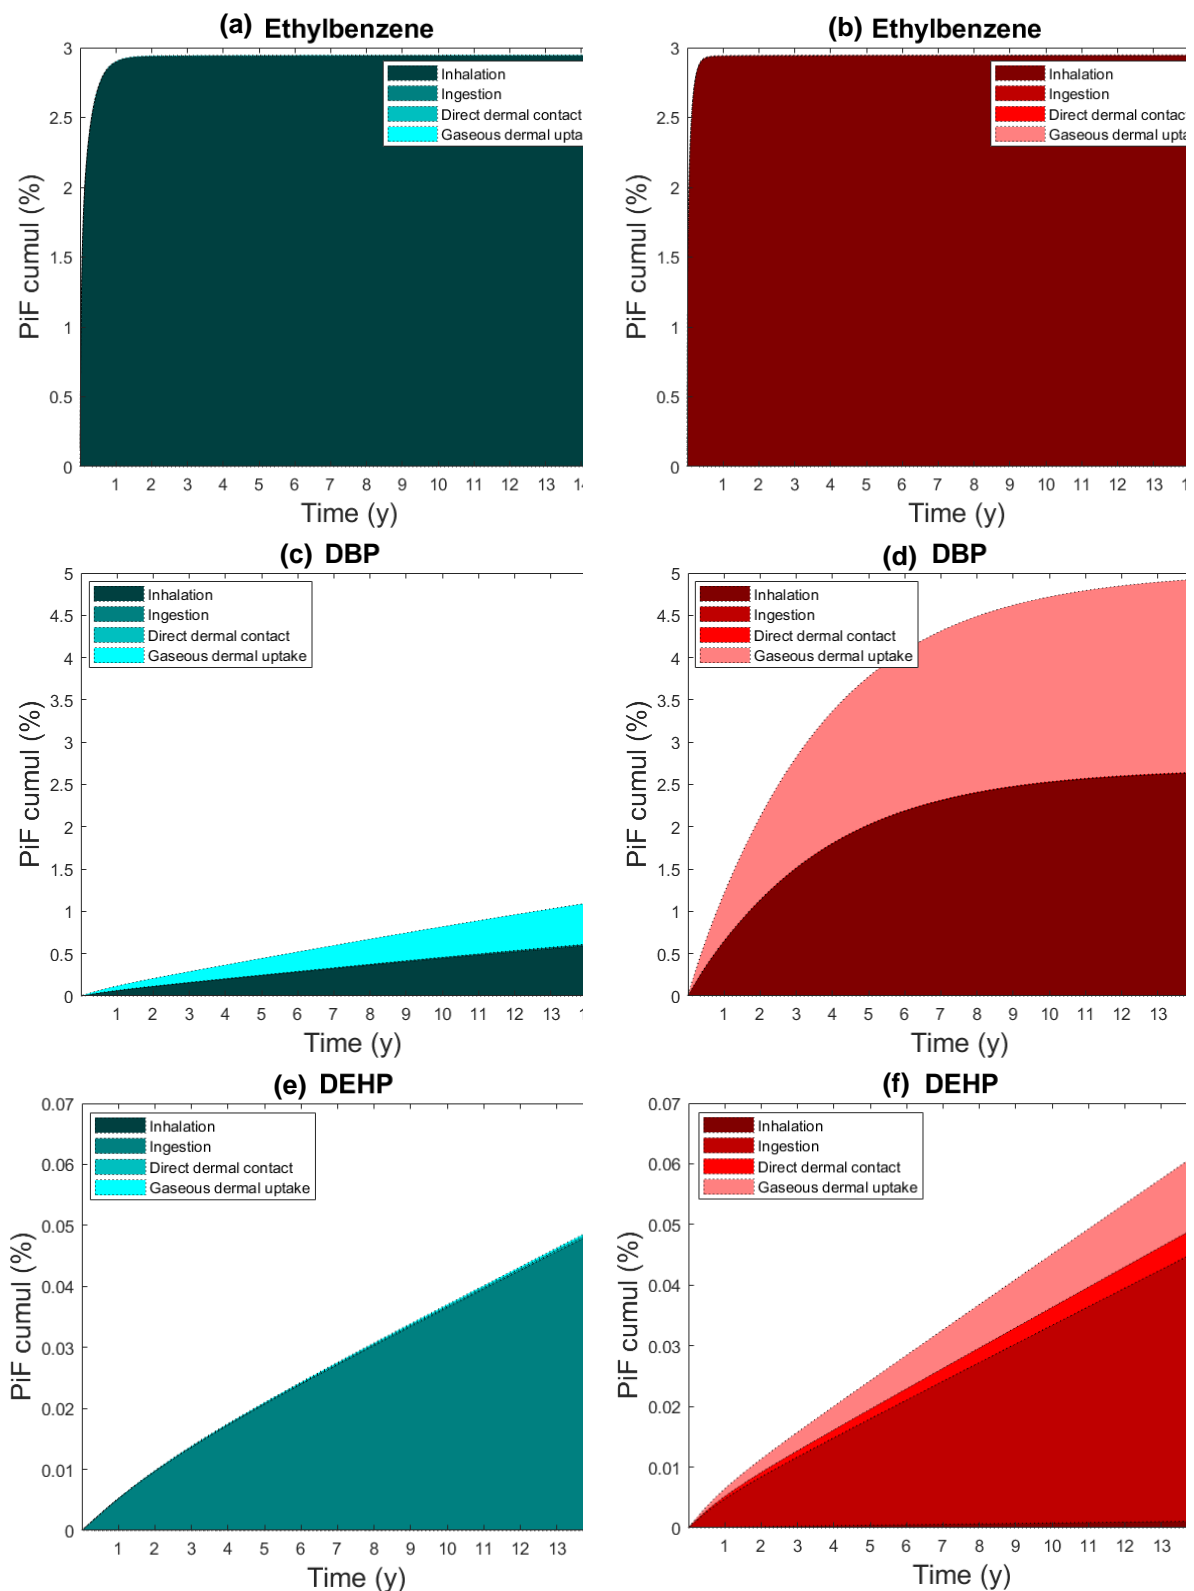 (a) Ethylbenzene
3
2.5
2
1.5
1
0.5
0
PiF cumul (%)
Inhalation
Ingestion
Direct dermal contact
Gaseous dermal upta
1 2 3 4 5 6 7 8 9 10 11 12 13
Time (y)
(b) Ethylbenzene
3
2.5
2
1.5
1
0.5
0
PiF cumul (%)
Inhalation
Ingestion
Direct dermal contac
Gaseous dermal upta
1 2 3 4 5 6 7 8 9 10 11 12 13 1
Time (y)
(c) DBP
5
4.5
4
3.5
3
2.5
2
1.5
1
0.5
0
PiF cumul (%)
Inhalation
Ingestion
Direct dermal contact
Gaseous dermal uptake
1 2 3 4 5 6 7 8 9 10 11 12 13 1
Time (y)
(d) DBP
5
4.5
4
3.5
3
2.5
2
1.5
1
0.5
0
PiF cumul (%)
Inhalation
Ingestion
Direct dermal contact
Gaseous dermal uptake
1 2 3 4 5 6 7 8 9 10 11 12 13
Time (y)
(e) DEHP
0.07
0.06
0.05
0.04
0.03
0.02
0.01
0
PiF cumul (%)
Inhalation
Ingestion
Direct dermal contact
Gaseous dermal uptake
1 2 3 4 5 6 7 8 9 10 11 12 13
Time (y)
(f) DEHP
0.07
0.06
0.05
0.04
0.03
0.02
0.01
0
PiF cumul (%)
Inhalation
Ingestion
Direct dermal contact
Gaseous dermal uptake
1 2 3 4 5 6 7 8 9 10 11 12 13
Time (y)